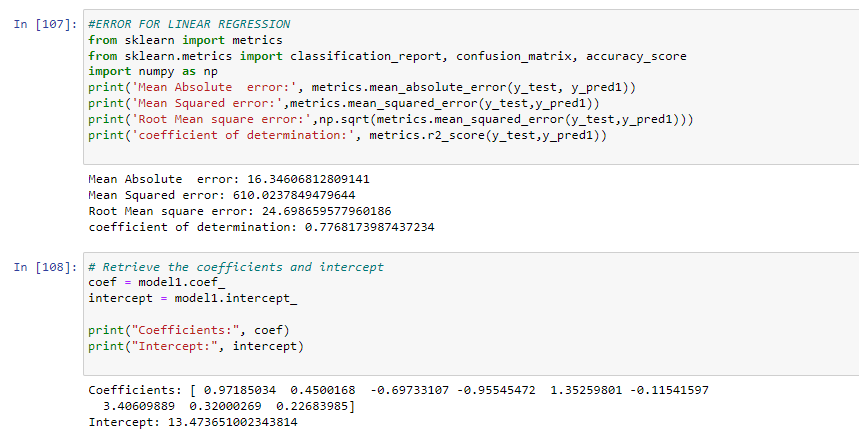 In [107]: #ERROR FOR LINEAR REGRESSION
from sklearn import metrics
from sklearn.metrics import classification_report, confusion_matrix, accuracy_score
import numpy as np
print('Mean Absolute  error:', metrics.mean_absolute_error(y_test, y_pred1))
print('Mean Squared error:',metrics.mean_squared_error(y_test,y_pred1))
print('Root Mean square error:',np.sqrt(metrics.mean_squared_error(y_test,y_pred1)))
print('coefficient of determination:', metrics.r2_score(y_test,y_pred1))
Mean Absolute  error: 16.34606812809141
Mean Squared error: 610.0237849479644
Root Mean square error: 24.698659577960186
coefficient of determination: 0.7768173987437234
In [108]: # Retrieve the coefficients and intercept
coef = model1.coef_
intercept = model1.intercept_
print("Coefficients:", coef)
print("Intercept:", intercept)
Coefficients: [ 0.97185034  0.4500168  -0.69733107 -0.95545472  1.35259801 -0.11541597
3.40609889  0.32000269  0.22683985]
Intercept: 13.473651002343814